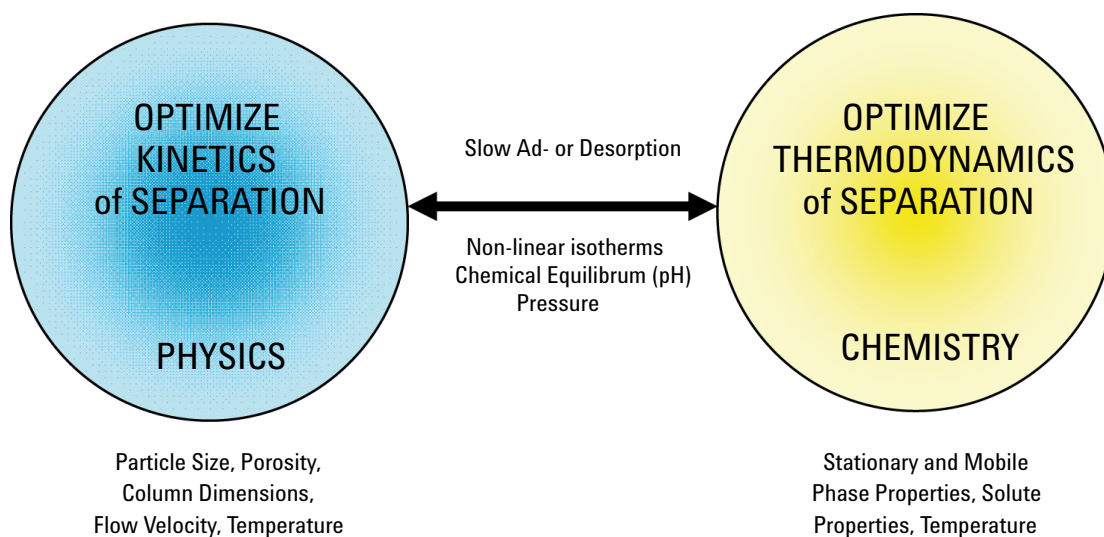 OPTIMIZE
KINETICS
of SEPARATION
PHYSICS
Particle Size, Porosity,
Column Dimensions,
Flow Velocity, Temperature
Slow Ad- or Desorption
Non-linear isotherms
Chemical Equilibrum (pH)
Pressure
OPTIMIZE
THERMODYNAMICS
of SEPARATION
CHEMISTRY
Stationary and Mobile
Phase Properties, Solute
Properties, Temperature